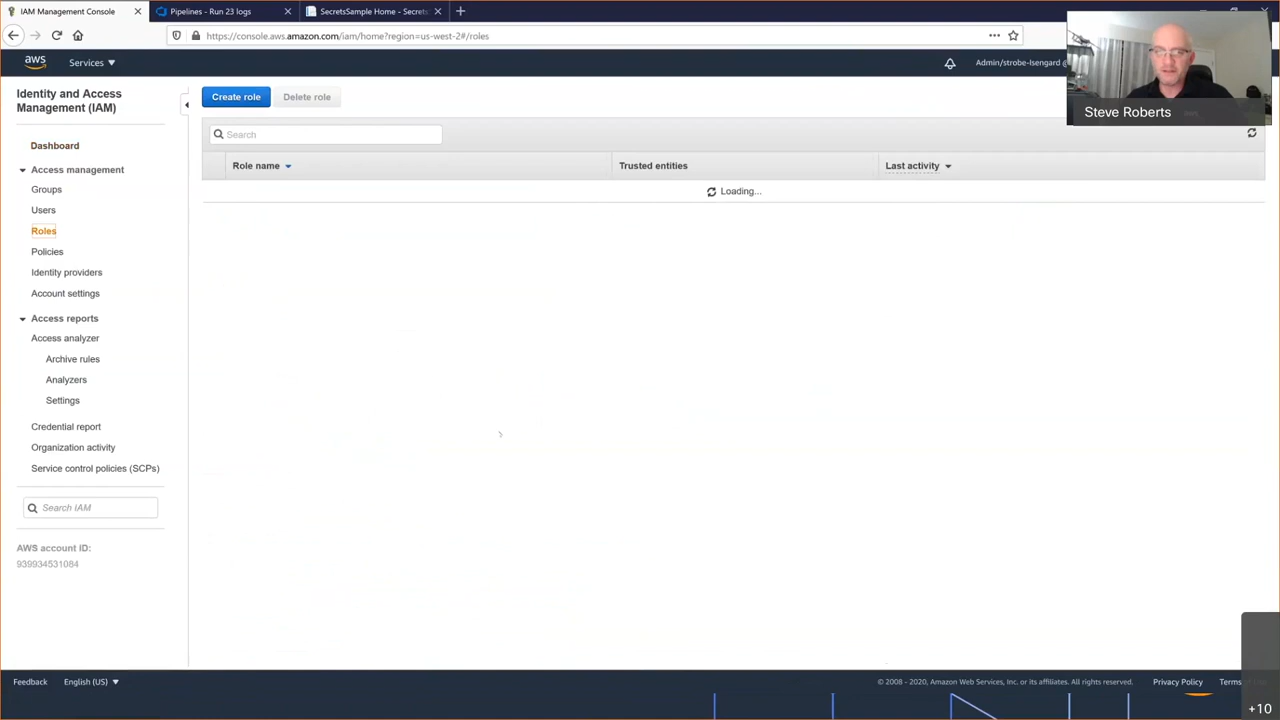 IAM Management Console
Pipelines - Run 23 logs
SecretsSample Home - Secrets
https://console.aws.amazon.com/iam/home?region=us-west-2#/roles
aws
Services
Admin/strobe-Isengard @
Steve Roberts
Identity and Access
Management (IAM)
Dashboard
Access management
Groups
Users
Roles
Policies
Identity providers
Account settings
Access reports
Access analyzer
Archive rules
Analyzers
Settings
Credential report
Organization activity
Service control policies (SCPs)
Search IAM
AWS account ID:
939934531084
Create role
Delete role
Search
Role name
Trusted entities
Last activity
Loading...
Feedback
English (US)
© 2008 - 2020, Amazon Web Services, Inc. or its affiliates. All rights reserved.
Privacy Policy
Terms
+10